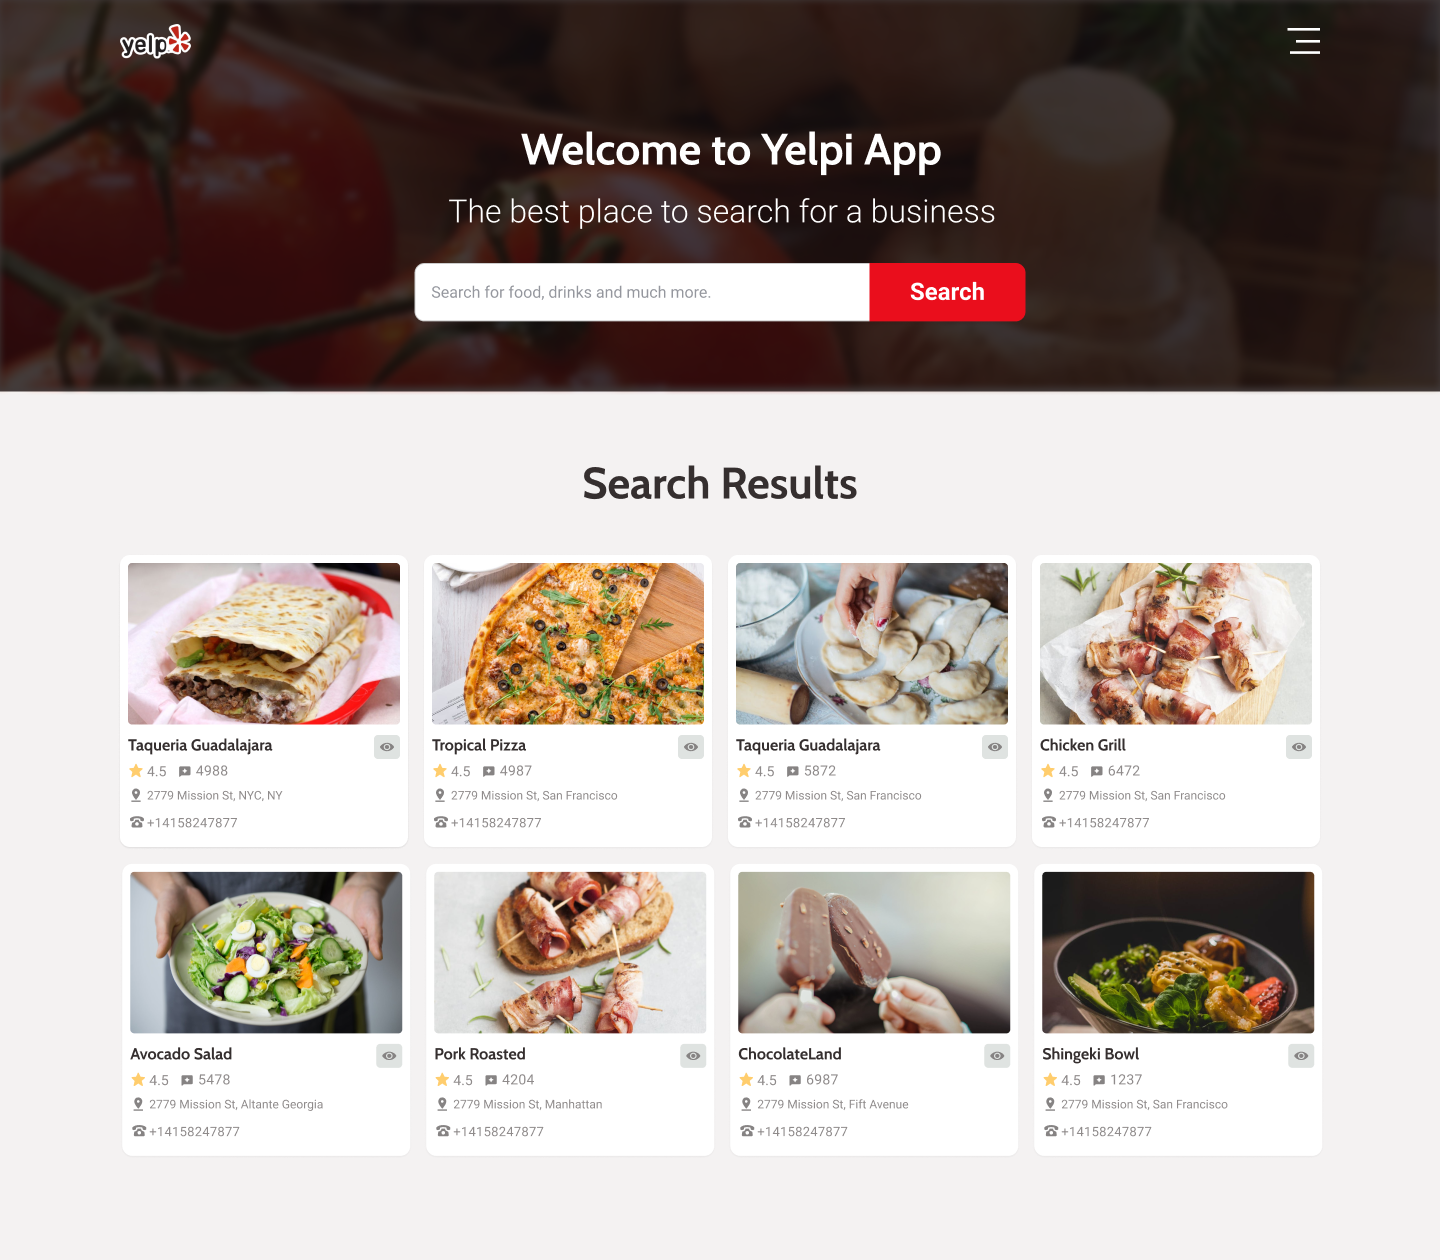 yelp
Welcome to Yelpi App
The best place to search for a business
Search for food, drinks and much more.
Search
Search Results
Taqueria Guadalajara
4.5 4988
2779 Mission St, NYC, NY
+14158247877
Tropical Pizza
4.5 4987
2779 Mission St, San Francisco
+14158247877
Taqueria Guadalajara
4.5 5872
2779 Mission St, San Francisco
+14158247877
Chicken Grill
4.5 6472
2779 Mission St, San Francisco
+14158247877
Avocado Salad
4.5 5478
2779 Mission St, Altante Georgia
+14158247877
Pork Roasted
4.5 4204
2779 Mission St, Manhattan
+14158247877
ChocolateLand
4.5 6987
2779 Mission St, Fift Avenue
+14158247877
Shingeki Bowl
4.5 1237
2779 Mission St, San Francisco
+14158247877